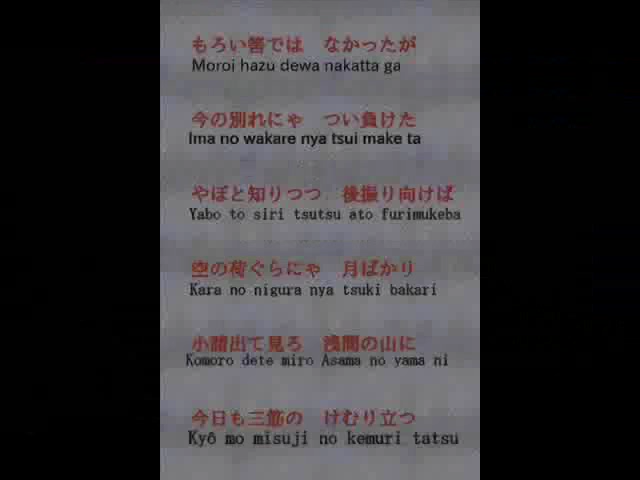 もろい筈では なかったが
Moroi hazu dewa nakatta ga
今の別れにゃ つい負けた
Ima no wakare nya tsui make ta
やぼと知りつつ 後振り向けば
Yabo to siri tsutsu ato furimukeba
空の荷ぐらにゃ 月ばかり
Kara no nigura nya tsuki bakari
小諸出て見ろ 浅間の山に
Komoro dete miro Asama no yama ni
今日も三筋の けむり立つ
Kyô mo misuji no kemuri tatsu